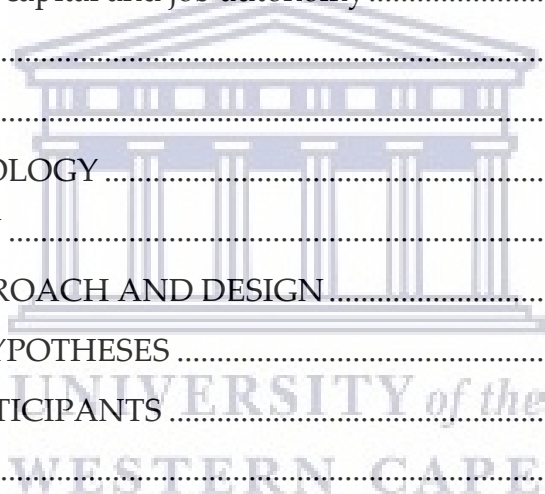 capital and job autonomy ........................
................................................................
................................................................
OLOGY ......................................................
................................................................
ROACH AND DESIGN ..............................
YPOTHESES .............................................
UNIVERSITY of the
TICIPANTS ...............................................
WESTERN CAPE
................................................................